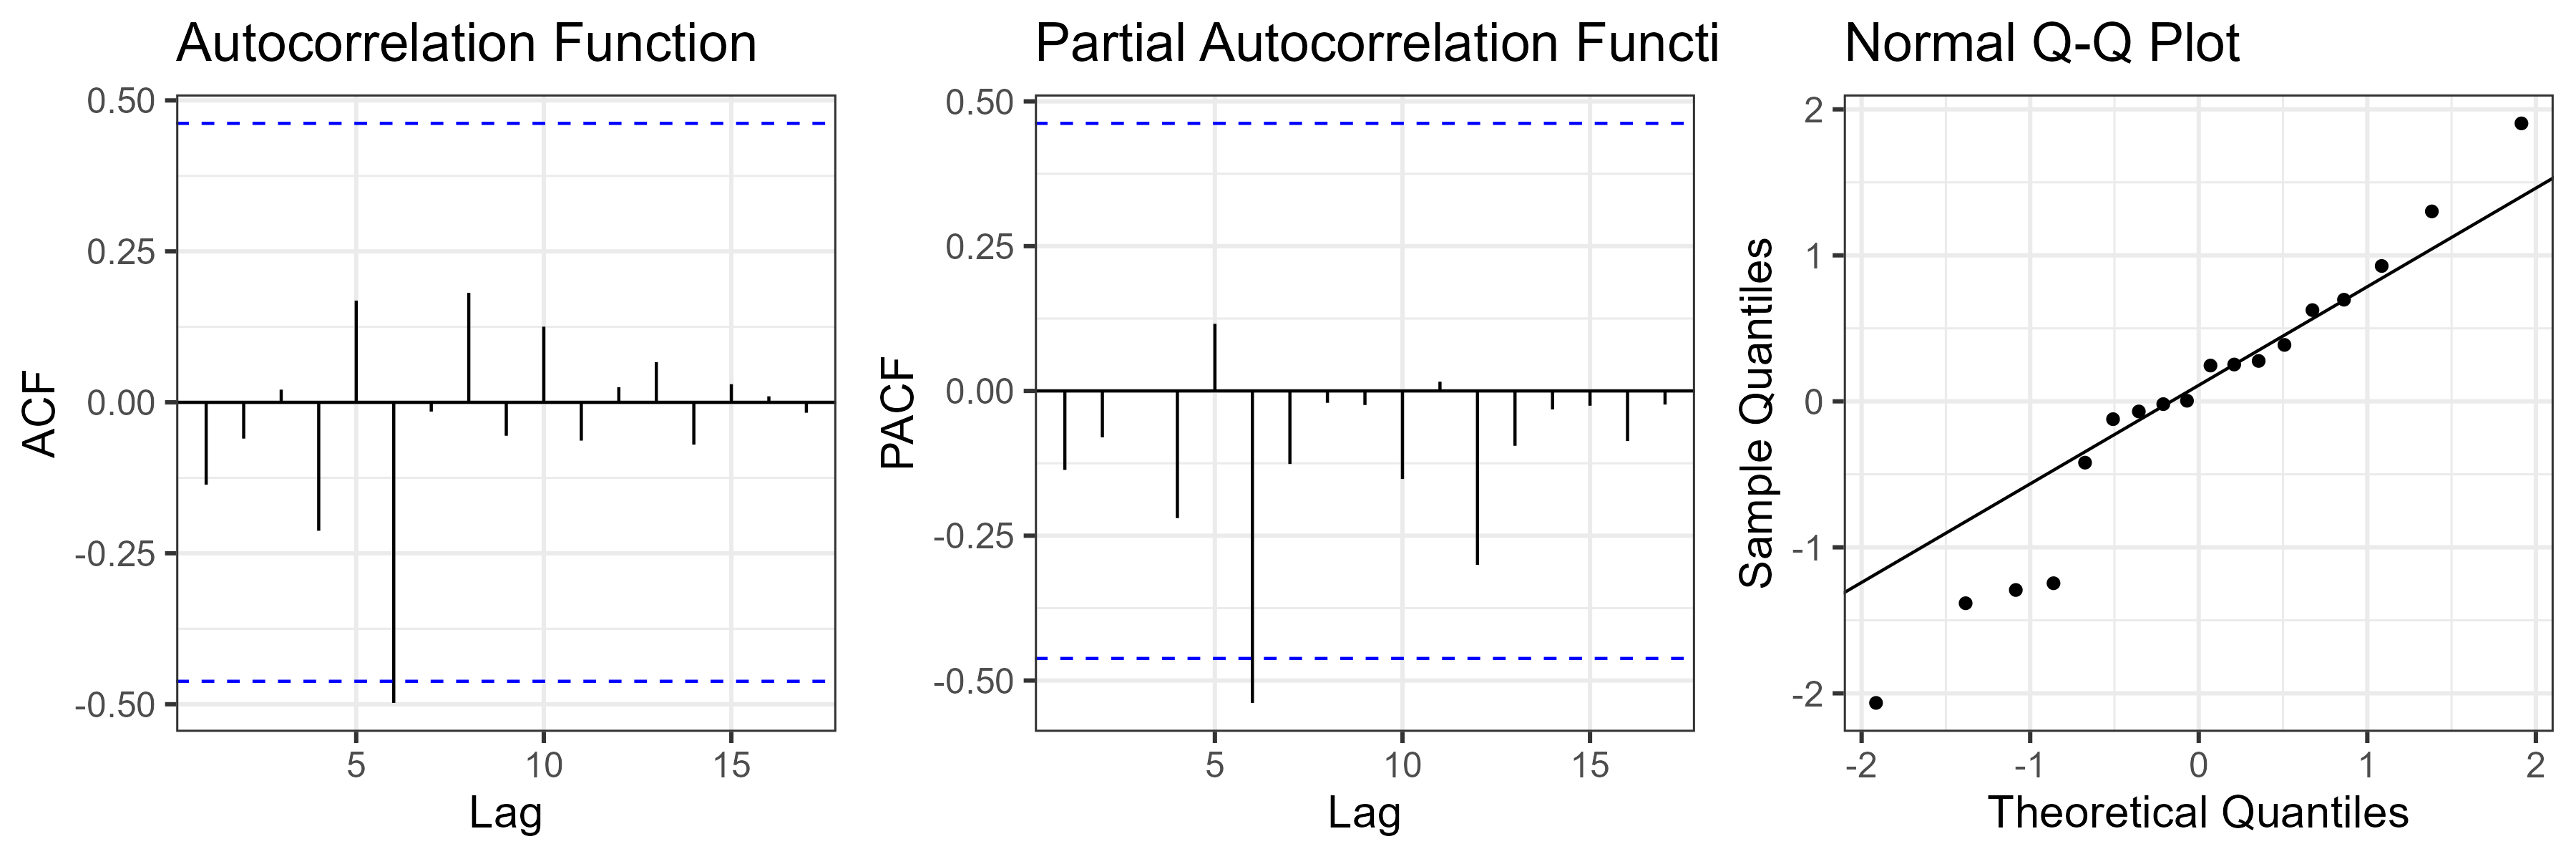 Autocorrelation Function
0.50
0.25
0.00
-0.25
-0.50
ACF
5 10 15
Lag
Partial Autocorrelation Functi
0.50
0.25
0.00
-0.25
-0.50
PACF
5 10 15
Lag
Normal Q-Q Plot
2
1
0
-1
-2
Sample Quantiles
-2 -1 0 1 2
Theoretical Quantiles